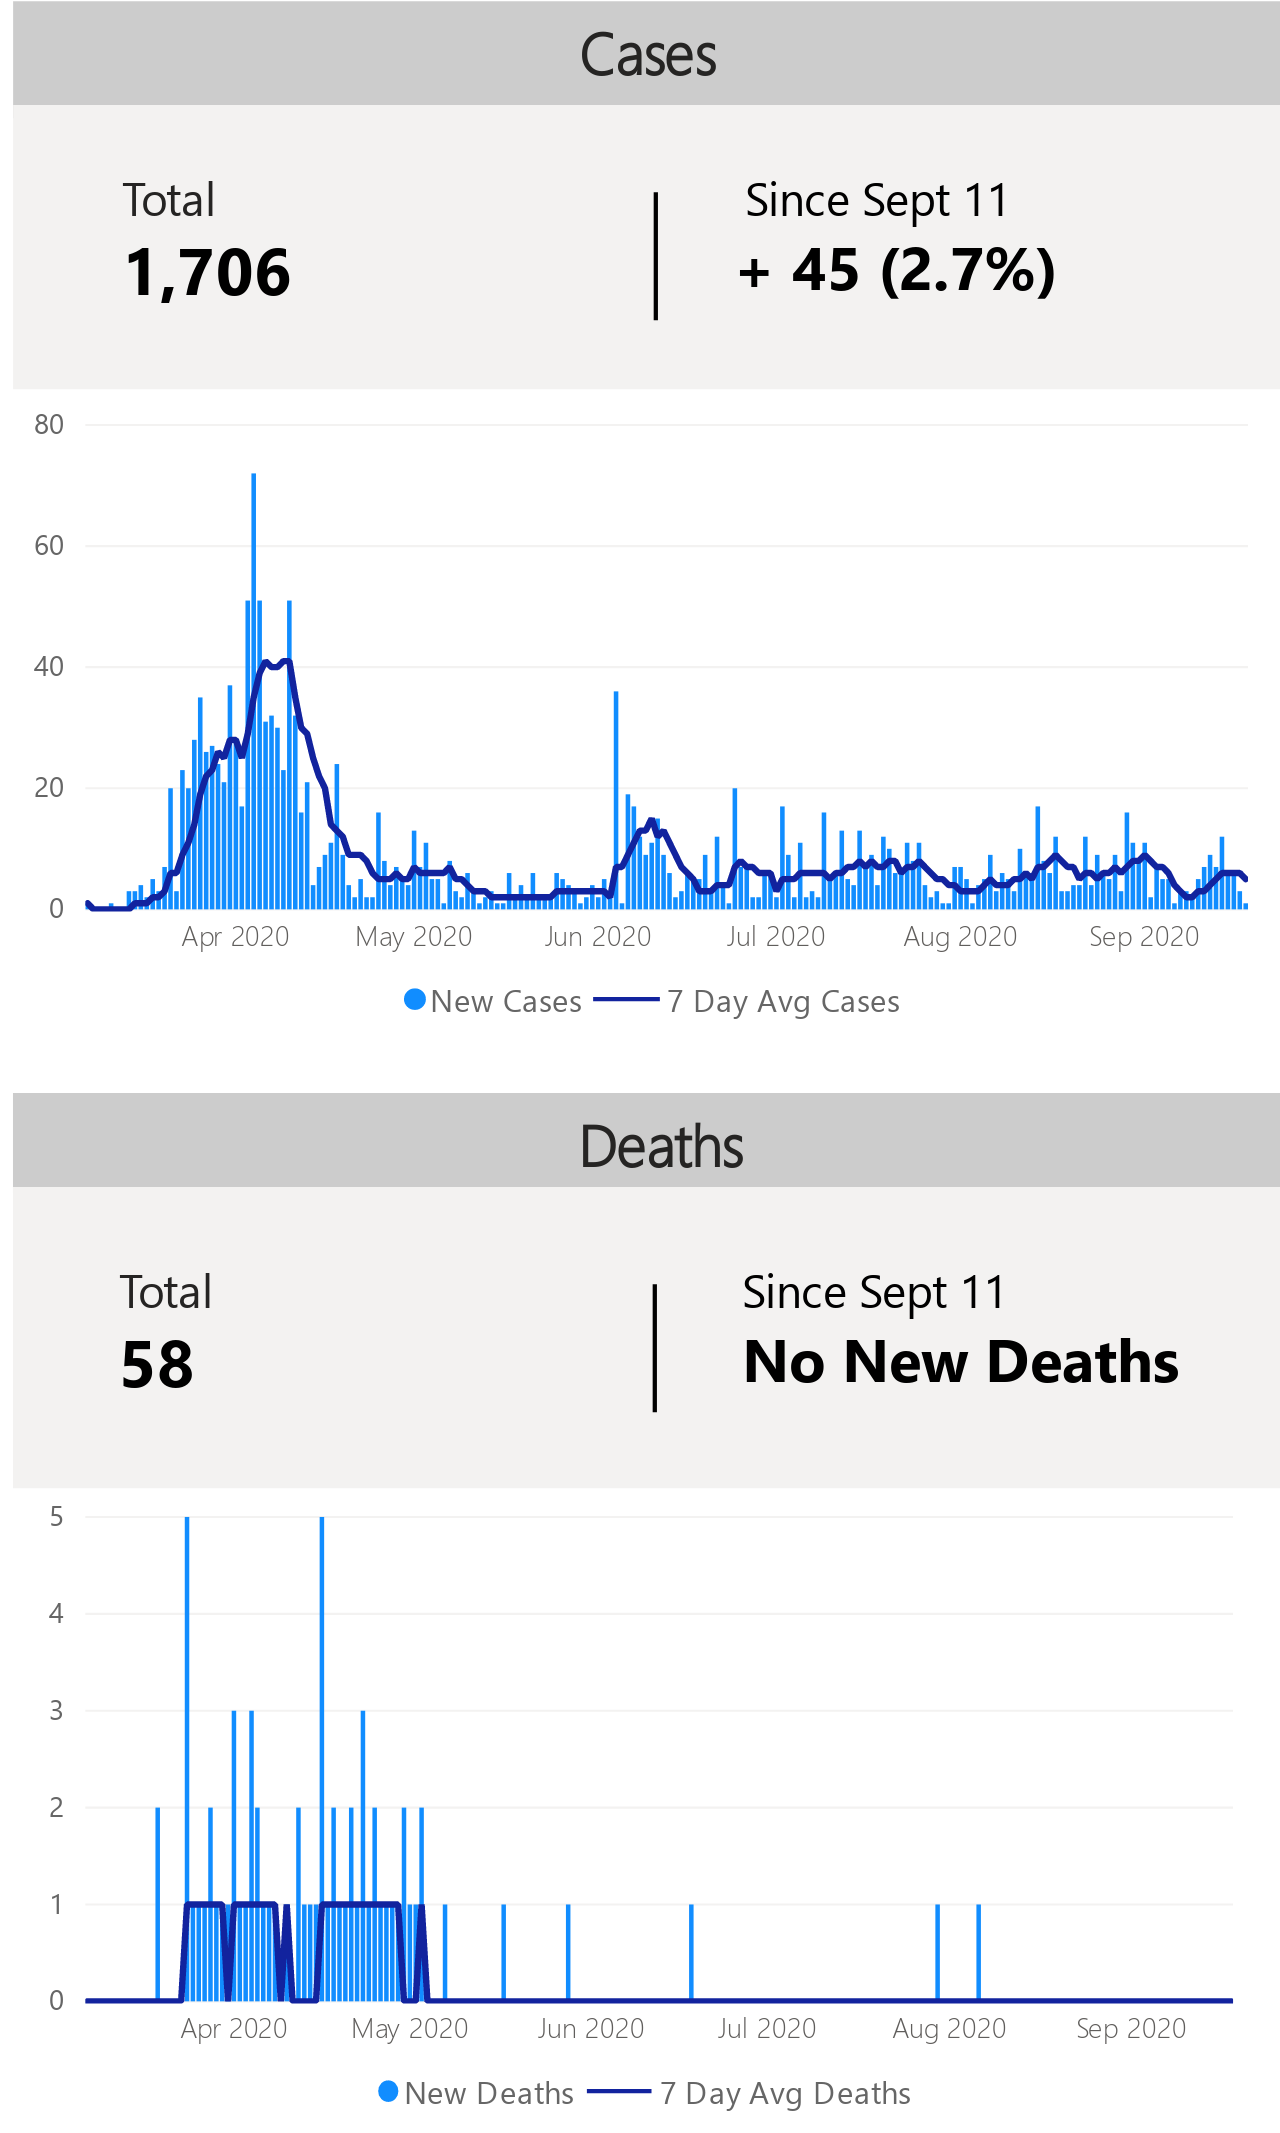 Cases
Total
Since Sept 11
1,706
+ 45 (2.7%)
80
60
40
20
0
Apr 2020 May 2020 Jun 2020 Jul 2020 Aug 2020 Sep 2020
New Cases 7 Day Avg Cases
Deaths
Total
Since Sept 11
58
No New Deaths
5
4
3
2
1
0
Apr 2020 May 2020 Jun 2020 Jul 2020 Aug 2020 Sep 2020
New Deaths 7 Day Avg Deaths